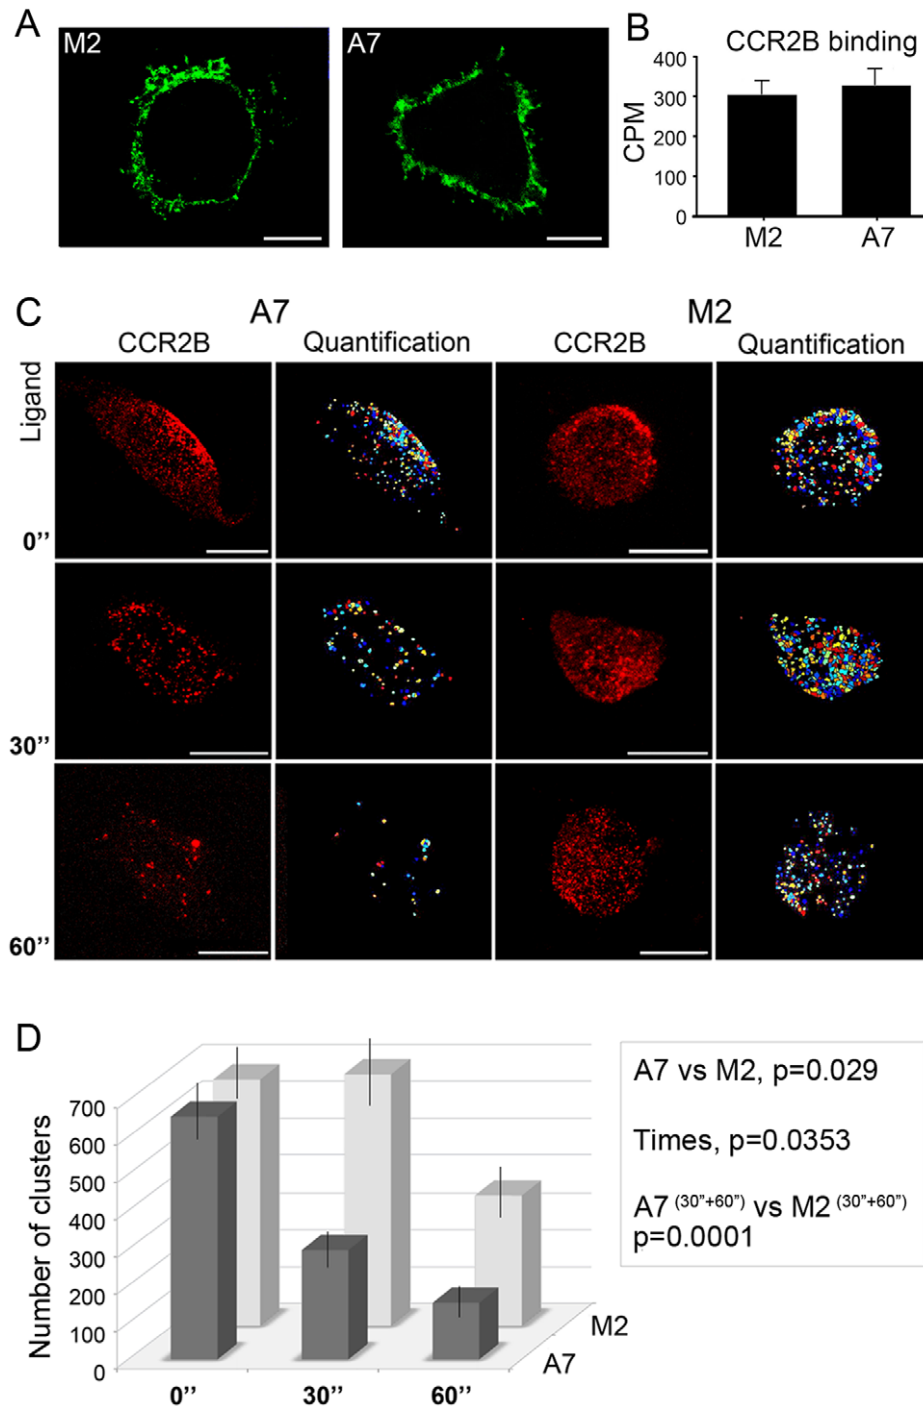 A
M2
A7
B
CCR2B binding
CPM
400
300
200
100
0
M2
A7
C
A7
M2
CCR2B
Quantification
CCR2B
Quantification
Ligand
0’’
30’’
60’’
D
Number of clusters
700
600
500
400
300
200
100
0
0’’
30’’
60’’
A7
M2
A7 vs M2, p=0.029
Times, p=0.0353
A7 (30”+60”) vs M2 (30”+60”)
p=0.0001